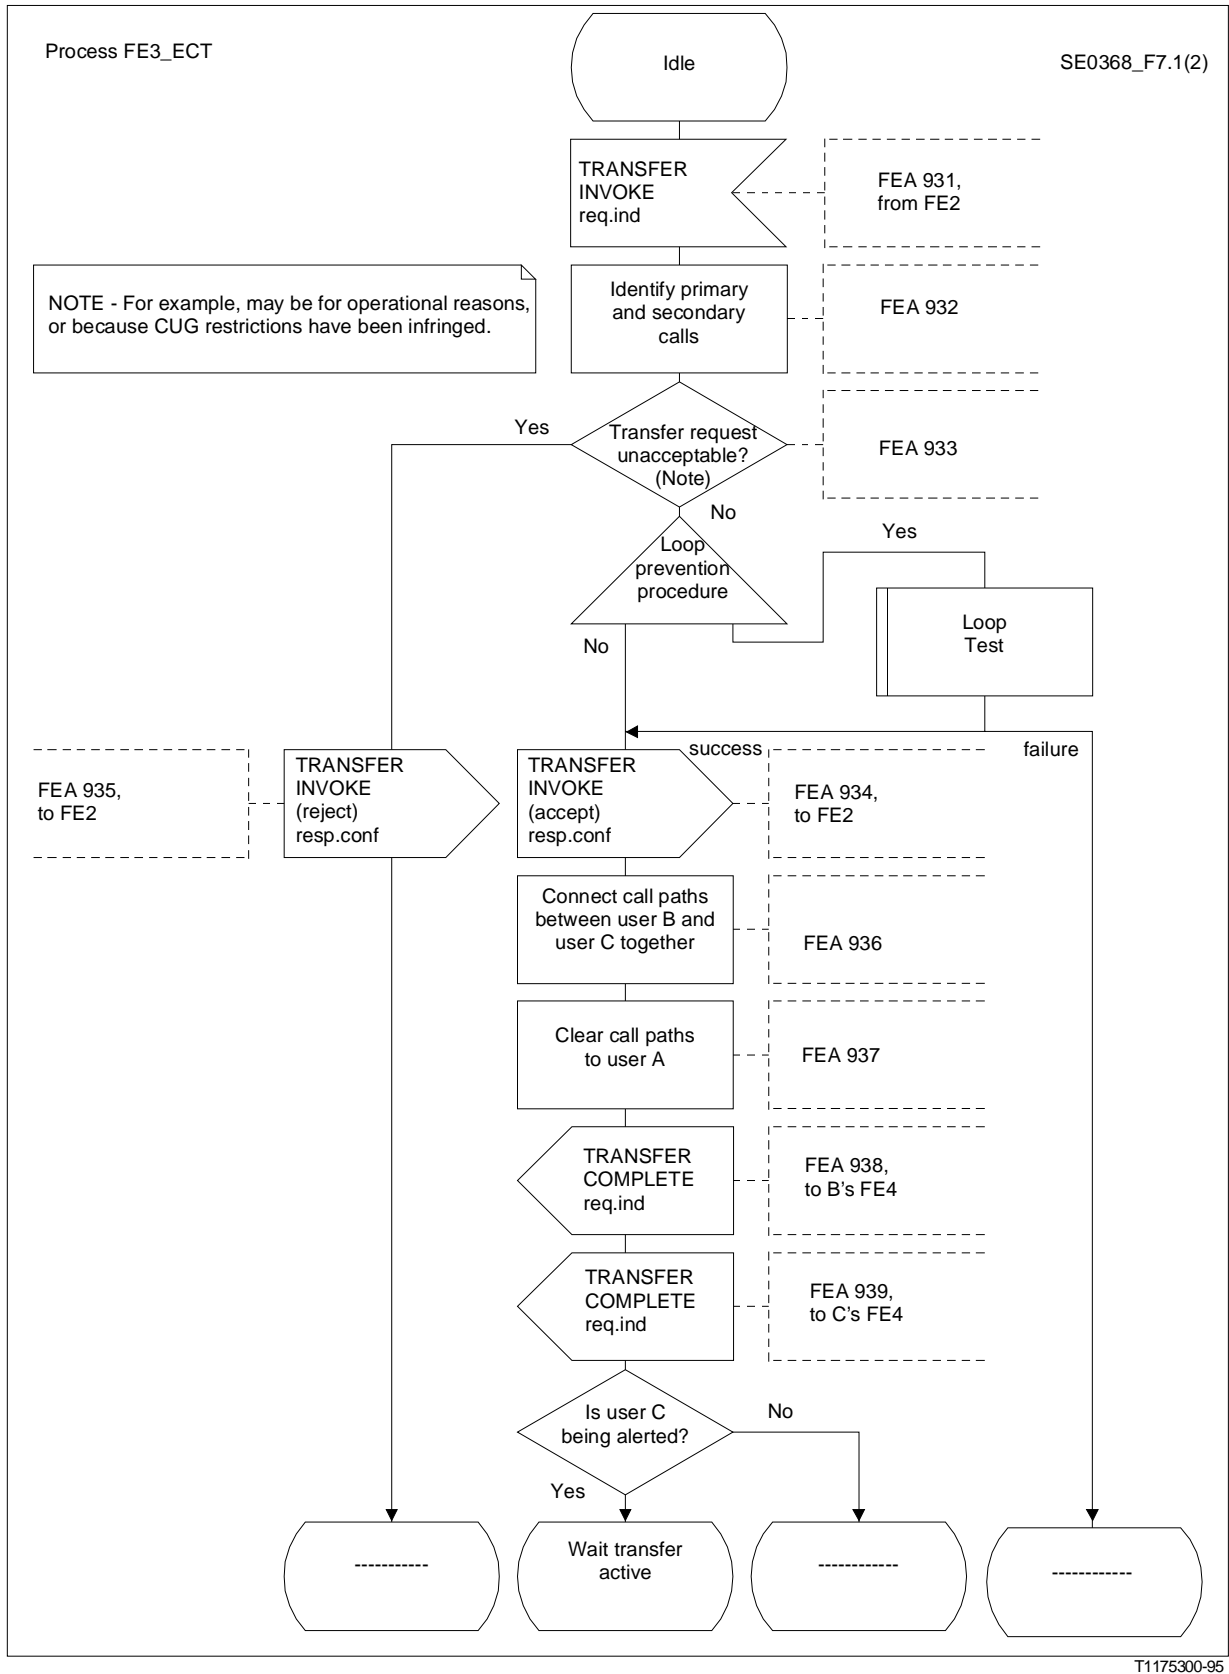 Process FE3_ECT
SE0368_F7.1(2)
Idle
TRANSFER
INVOKE
req.ind
FEA 931,
from FE2
NOTE - For example, may be for operational reasons,
or because CUG restrictions have been infringed.
Identify primary
and secondary
calls
FEA 932
Yes
Transfer request
unacceptable?
(Note)
FEA 933
No
Loop
prevention
procedure
Yes
Loop
Test
No
success
failure
FEA 935,
to FE2
TRANSFER
INVOKE
(reject)
resp.conf
TRANSFER
INVOKE
(accept)
resp.conf
FEA 934,
to FE2
Connect call paths
between user B and
user C together
FEA 936
Clear call paths
to user A
FEA 937
TRANSFER
COMPLETE
req.ind
FEA 938,
to B's FE4
TRANSFER
COMPLETE
req.ind
FEA 939,
to C's FE4
Is user C
being alerted?
No
Yes
-----------
Wait transfer
active
------------
------------
T1175300-95